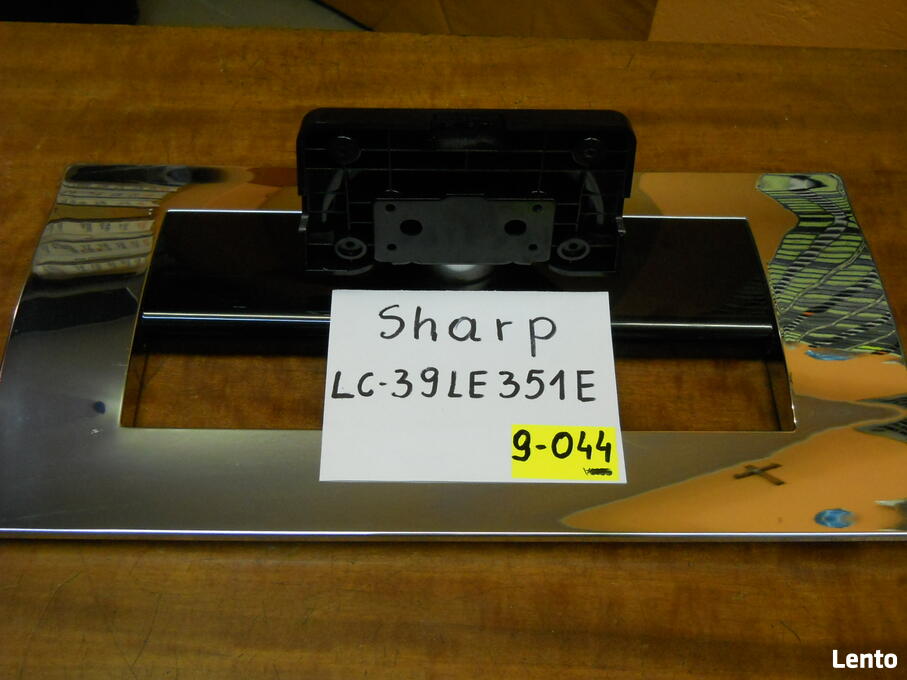 Sharp
LC-39LE351E
9-044
Lento